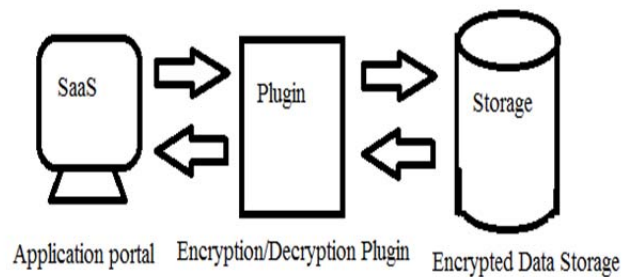 SaaS
Plugin
Storage
Application portal
Encryption/Decryption Plugin
Encrypted Data Storage